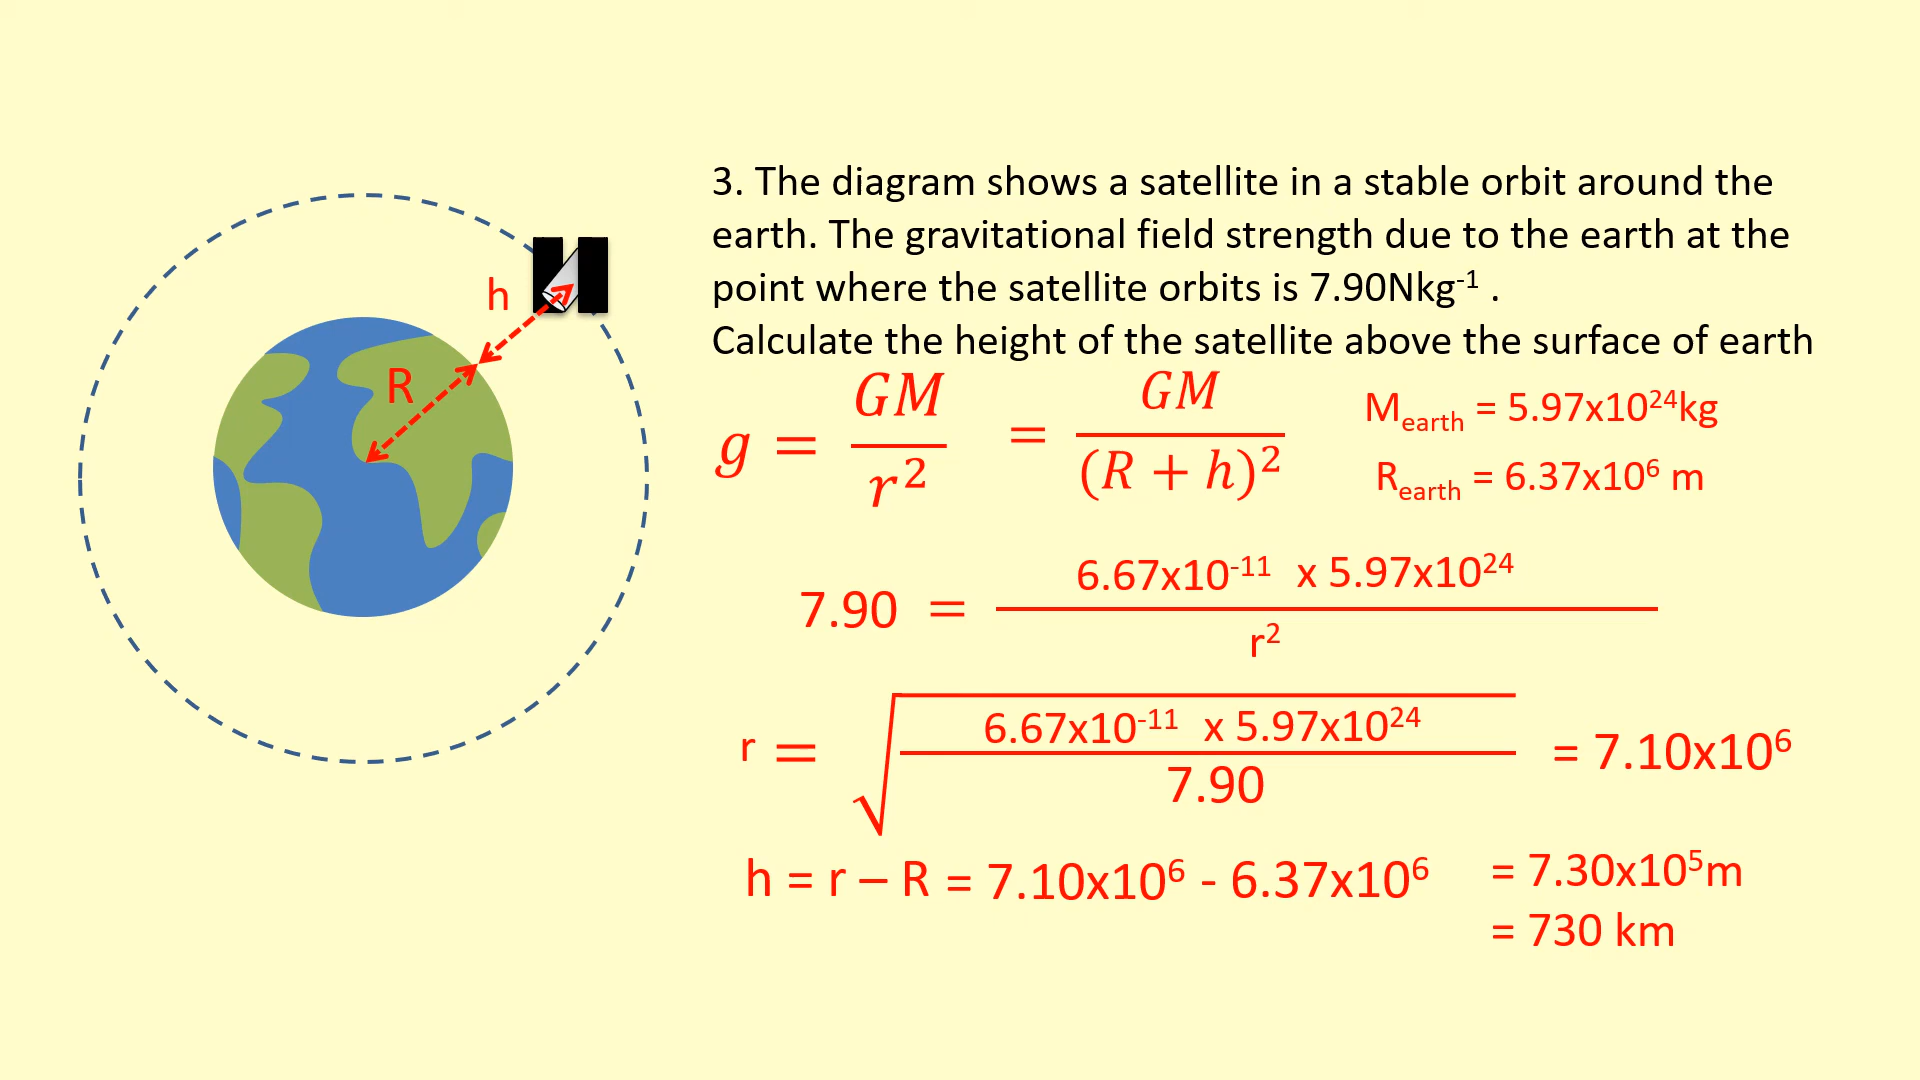 3. The diagram shows a satellite in a stable orbit around the
earth. The gravitational field strength due to the earth at the
point where the satellite orbits is 7.90Nkg⁻¹ .
Calculate the height of the satellite above the surface of earth
h
R
g = GM / r² = GM / (R + h)²
M_earth = 5.97x10²⁴kg
R_earth = 6.37x10⁶ m
7.90 = 6.67x10⁻¹¹ x 5.97x10²⁴ / r²
r = √(6.67x10⁻¹¹ x 5.97x10²⁴ / 7.90) = 7.10x10⁶
h = r – R = 7.10x10⁶ - 6.37x10⁶ = 7.30x10⁵m
= 730 km